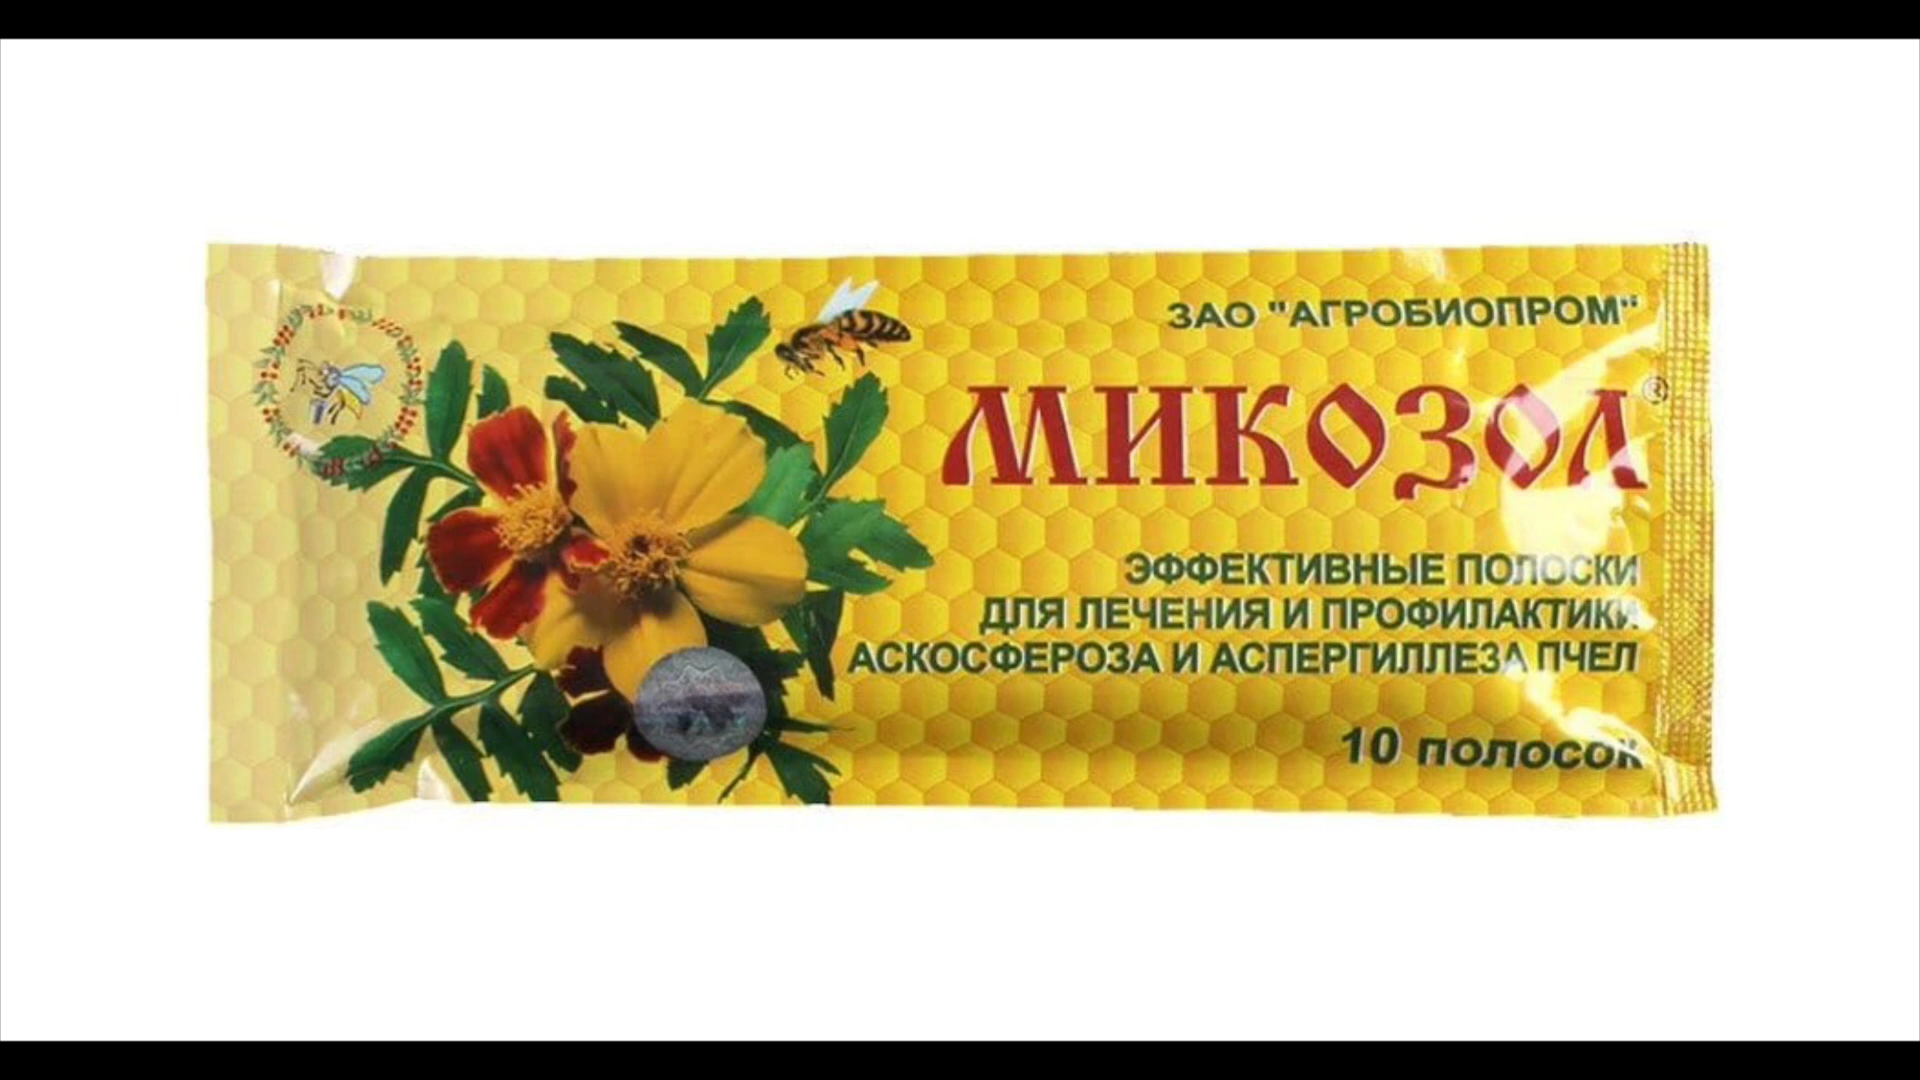 ЗАО "АГРОБИОПРОМ"
МИКОЗОЛ®
ЭФФЕКТИВНЫЕ ПОЛОСКИ
ДЛЯ ЛЕЧЕНИЯ И ПРОФИЛАКТИКИ
АСКОСФЕРОЗА И АСПЕРГИЛЛЕЗА ПЧЕЛ
10 полосок